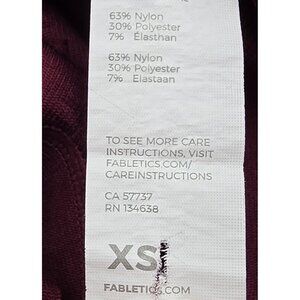 63% Nylon
30% Polyester
7% Élasthan
63% Nylon
30% Polyester
7% Elastaan
TO SEE MORE CARE
INSTRUCTIONS, VISIT
FABLETICS.COM/
CAREINSTRUCTIONS
CA 57737
RN 134638
XS
FABLETICS.COM